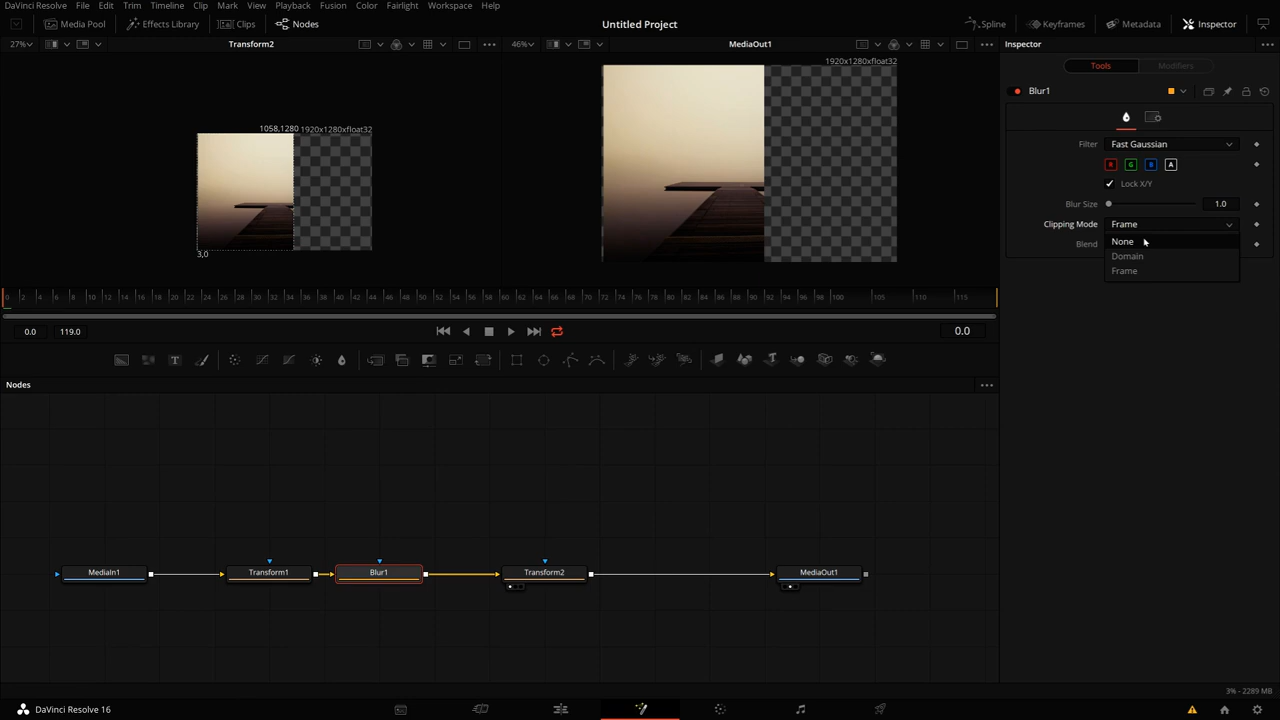 DaVinci Resolve File Edit Trim Timeline Clip Mark View Playback Fusion Color Fairlight Workspace Help
Media Pool Effects Library Clips Nodes Untitled Project Spline Keyframes Metadata Inspector
27% Transform2 46% MediaOut1 Inspector
1920x1280xfloat32
Tools Modifiers
Blur1
1058,1280 1920x1280xfloat32
3,0
Filter Fast Gaussian
R G B A
Lock X/Y
Blur Size 1.0
Clipping Mode Frame
None
Blend
Domain
Frame
0 2 4 6 8 10 12 14 16 18 20 22 24 26 28 30 32 34 36 38 40 42 44 46 48 50 52 54 56 58 60 62 64 66 68 70 72 74 76 78 80 82 84 86 88 90 92 94 96 98 100 105 110 115
0.0 119.0 0.0
T
Nodes
MediaIn1 Transform1 Blur1 Transform2 MediaOut1
3% - 2289 MB
DaVinci Resolve 16